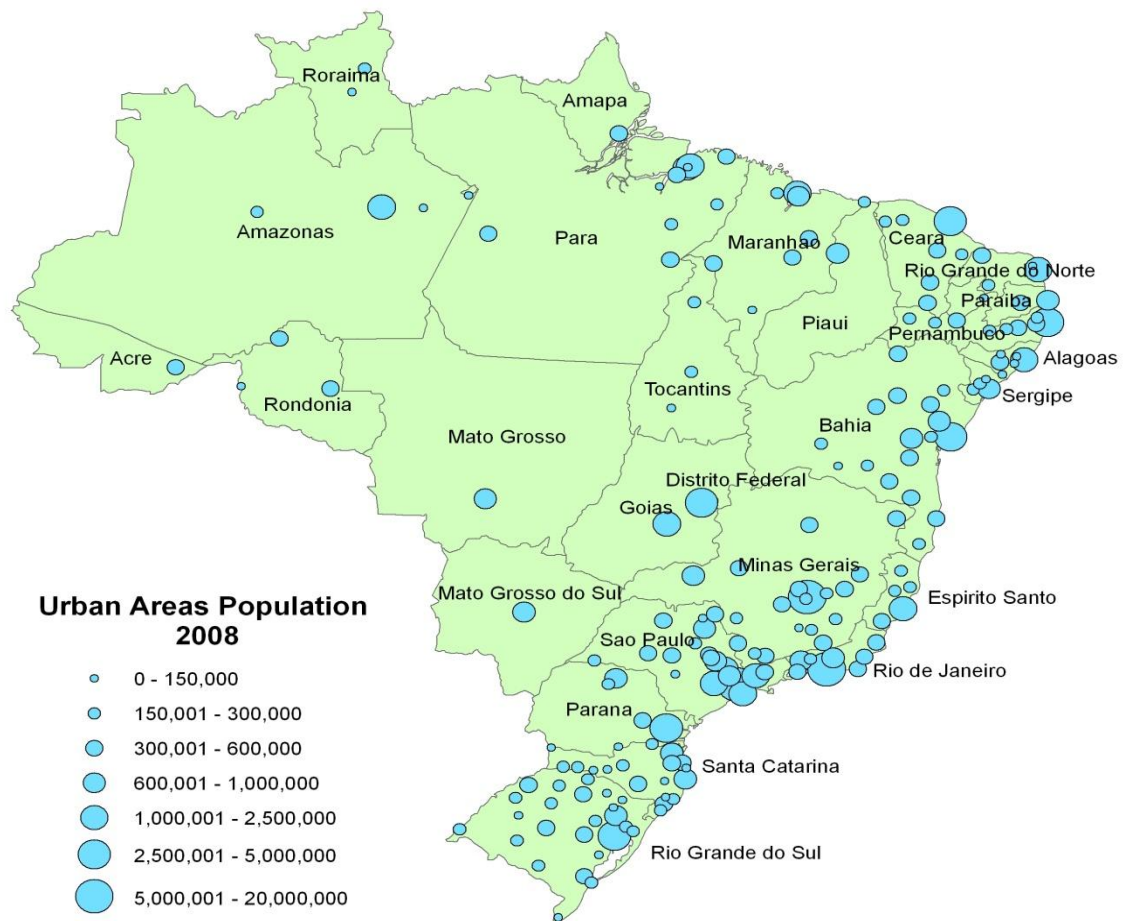 Roraima
Amapa
Amazonas
Para
Maranhao
Ceara
Rio Grande do Norte
Paraiba
Piaui
Pernambuco
Acre
Alagoas
Tocantins
Rondonia
Sergipe
Bahia
Mato Grosso
Distrito Federal
Goias
Minas Gerais
Mato Grosso do Sul
Espirito Santo
Sao Paulo
Rio de Janeiro
Parana
Santa Catarina
Rio Grande do Sul
Urban Areas Population
2008
0 - 150,000
150,001 - 300,000
300,001 - 600,000
600,001 - 1,000,000
1,000,001 - 2,500,000
2,500,001 - 5,000,000
5,000,001 - 20,000,000